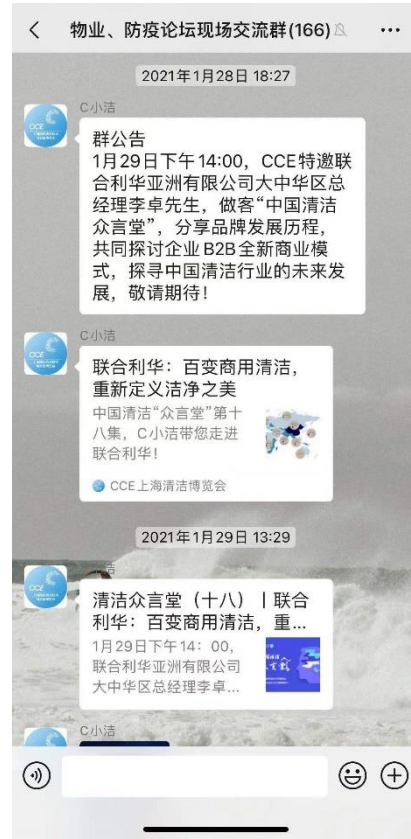 物业、防疫论坛现场交流群(166)
2021年1月28日 18:27
C小洁
群公告
1月29日下午14:00，CCE特邀联
合利华亚洲有限公司大中华区总
经理李卓先生，做客“中国清洁
众言堂”，分享品牌发展历程，
共同探讨企业B2B全新商业模
式，探寻中国清洁行业的未来发
展，敬请期待！
C小洁
联合利华：百变商用清洁，
重新定义洁净之美
中国清洁“众言堂”第十
八集，C小洁带您走进
联合利华！
CCE上海清洁博览会
2021年1月29日 13:29
清洁众言堂（十八）丨联合
利华：百变商用清洁，重...
1月29日下午14：00，
联合利华亚洲有限公司
大中华区总经理李卓...
C小洁